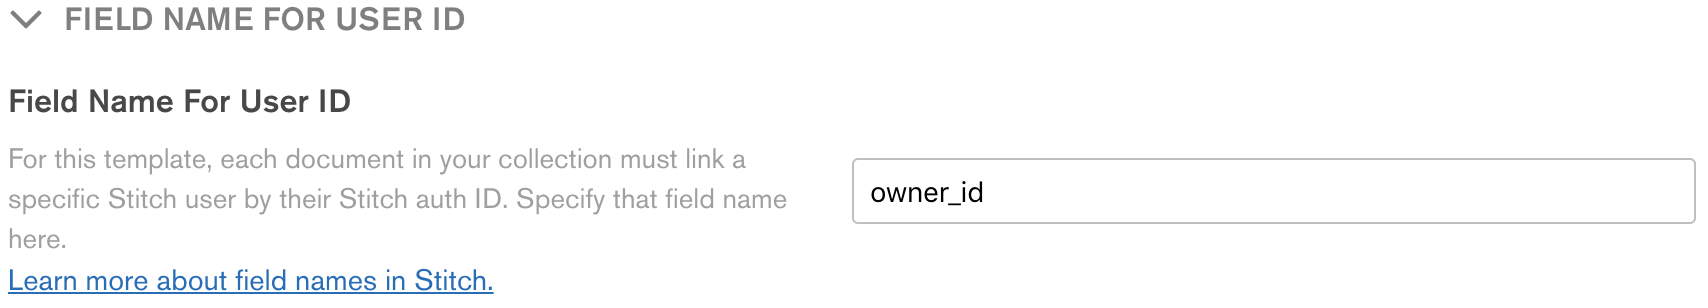 FIELD NAME FOR USER ID
Field Name For User ID
For this template, each document in your collection must link a
specific Stitch user by their Stitch auth ID. Specify that field name
here.
Learn more about field names in Stitch.
owner_id